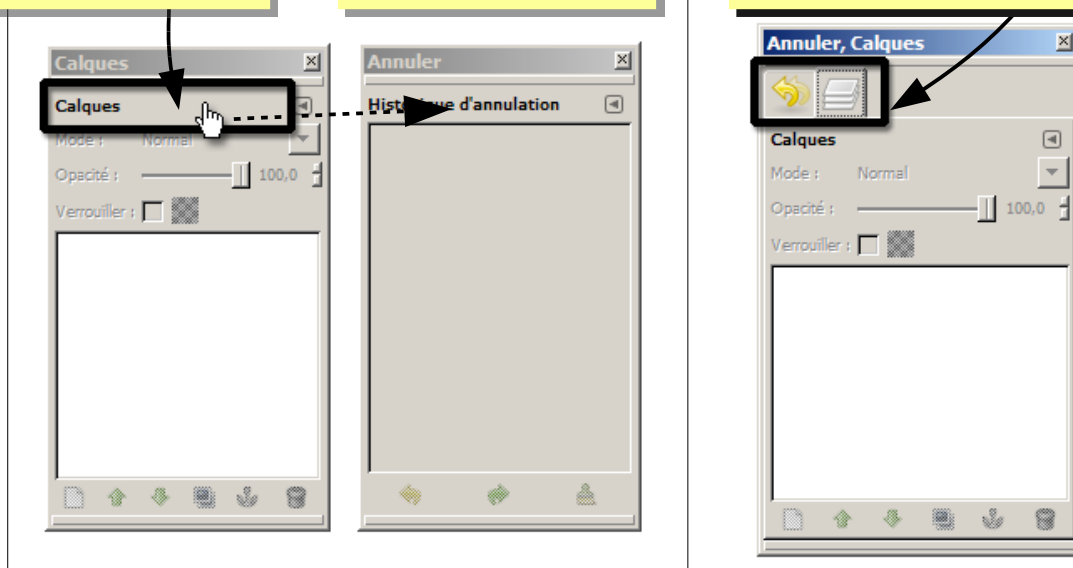 Calques
Calques
Mode : Normal
Opacité : 100,0
Verrouiller :
Annuler
Historique d'annulation
Annuler, Calques
Calques
Mode : Normal
Opacité : 100,0
Verrouiller :